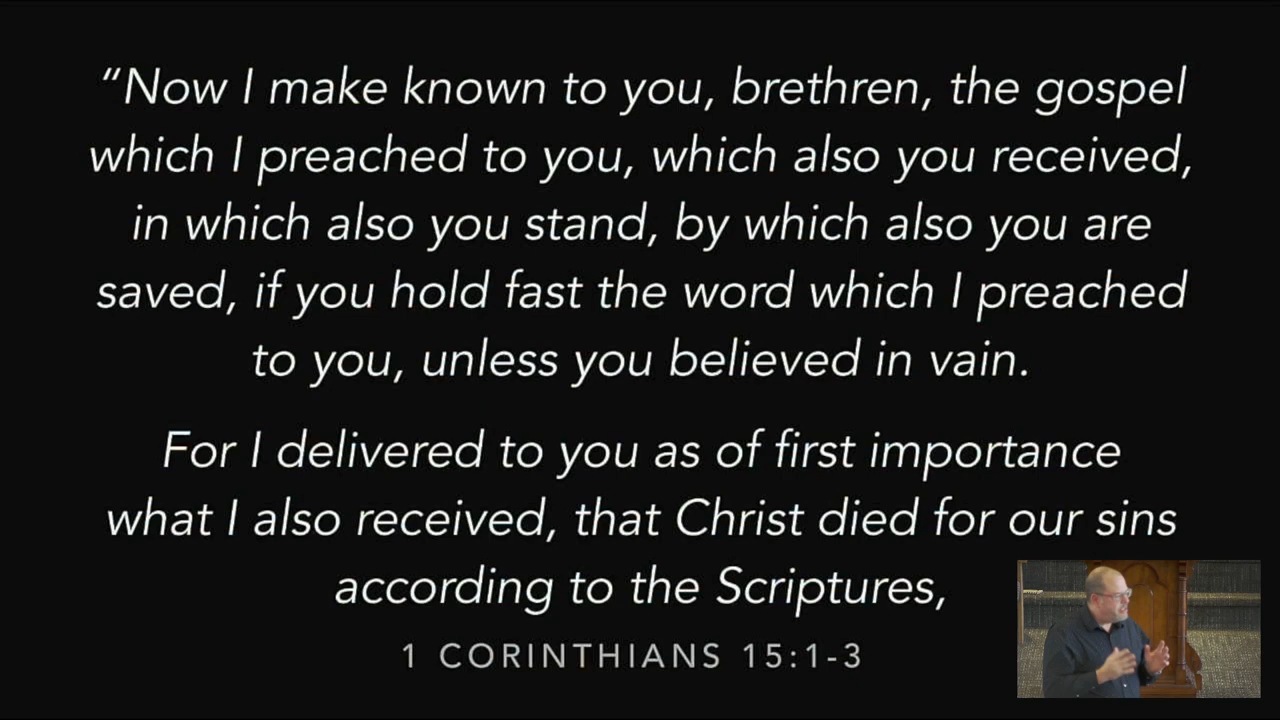 “Now I make known to you, brethren, the gospel
which I preached to you, which also you received,
in which also you stand, by which also you are
saved, if you hold fast the word which I preached
to you, unless you believed in vain.
For I delivered to you as of first importance
what I also received, that Christ died for our sins
according to the Scriptures,
1 CORINTHIANS 15:1-3